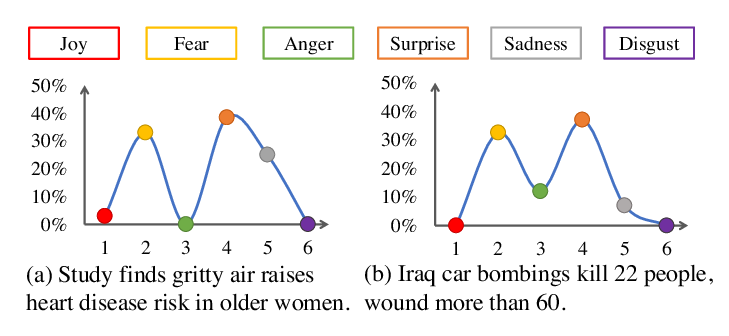 Joy Fear Anger Surprise Sadness Disgust
50%
40%
30%
20%
10%
0%
1 2 3 4 5 6
(a) Study finds gritty air raises
heart disease risk in older women.
50%
40%
30%
20%
10%
0%
1 2 3 4 5 6
(b) Iraq car bombings kill 22 people,
wound more than 60.